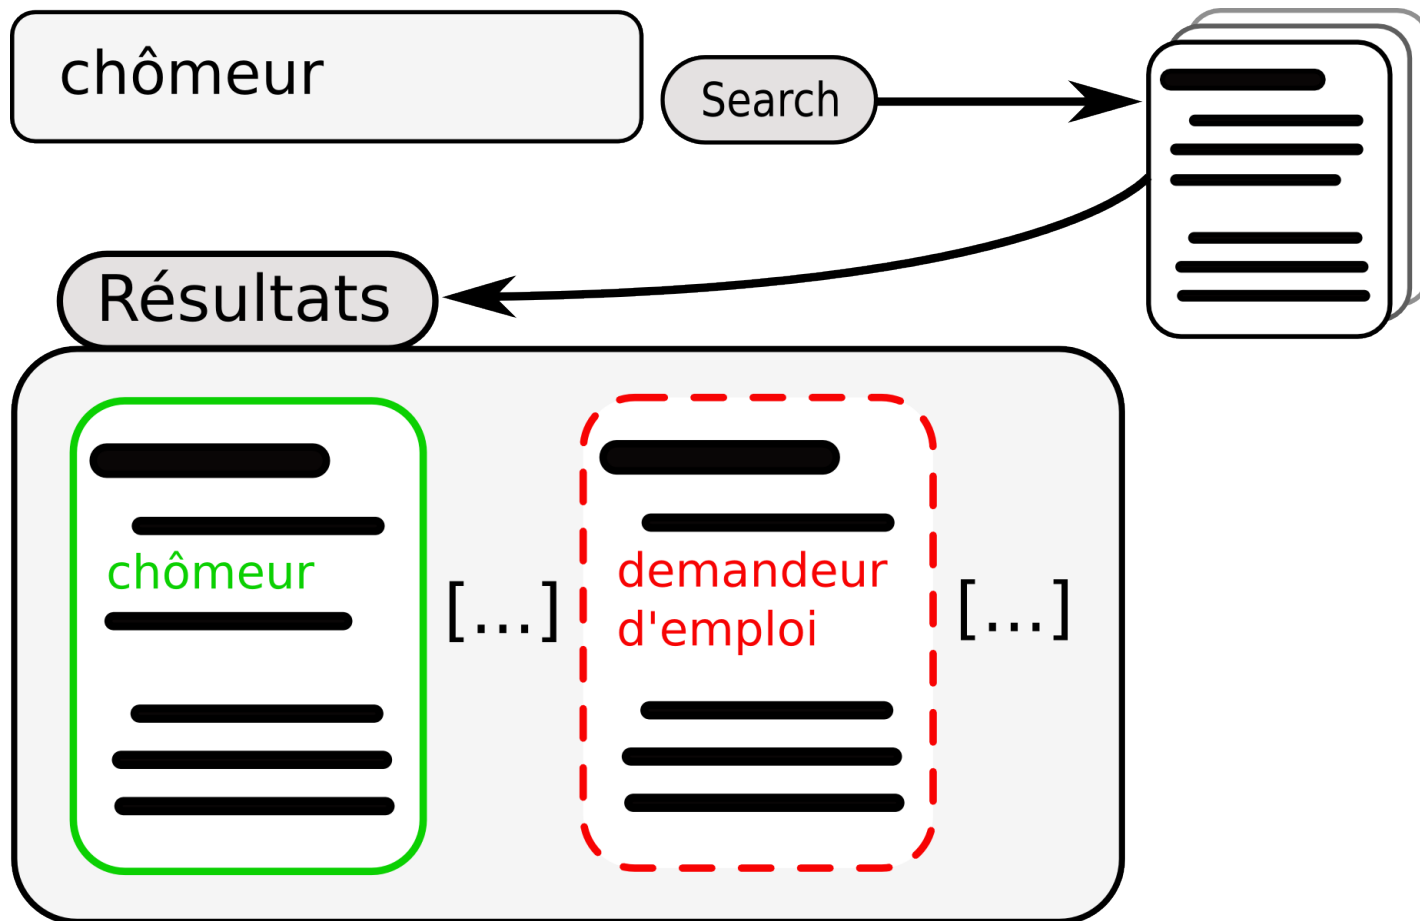 chômeur
Search
Résultats
chômeur
[...]
demandeur
d'emploi
[...]